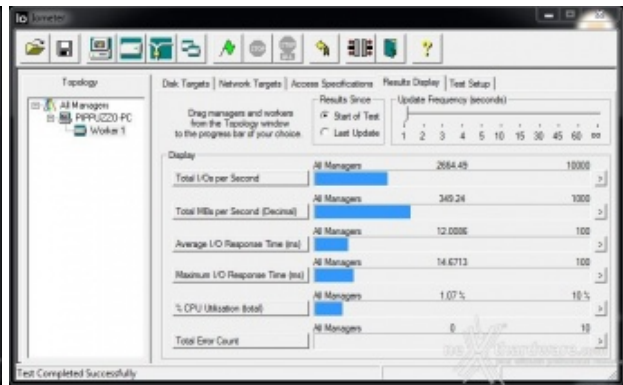 Io Iometer
Topology
All Managers
PIPPUZZO-PC
Worker 1
Disk Targets Network Targets Access Specifications Results Display Test Setup
Drag managers and workers
from the Topology window
to the progress bar of your choice.
Results Since
Start of Test
Last Update
Update Frequency (seconds)
1 2 3 4 5 10 15 30 45 60 oo
Display
All Managers 2664.49 10000
Total I/Os per Second
All Managers 349.24 1000
Total MBs per Second (Decimal)
All Managers 12.0086 100
Average I/O Response Time (ms)
All Managers 14.6713 100
Maximum I/O Response Time (ms)
All Managers 1.07 % 10 %
% CPU Utilization (total)
All Managers 0 10
Total Error Count
Test Completed Successfully